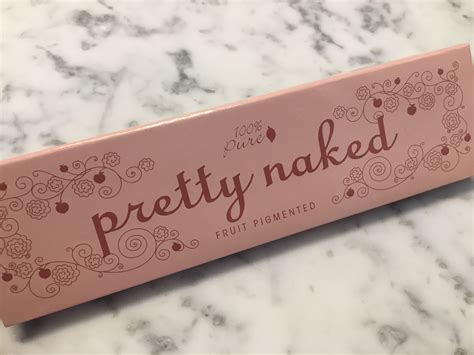 100%
pure
pretty naked
FRUIT PIGMENTED